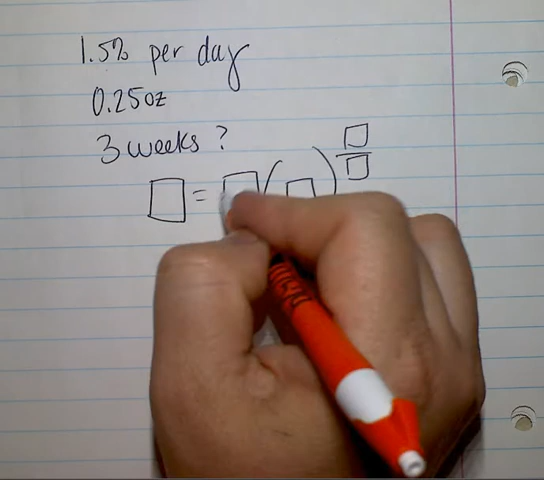 1.5% per day
0.25oz
3 weeks ?
□ = □ ( □ ) □/□